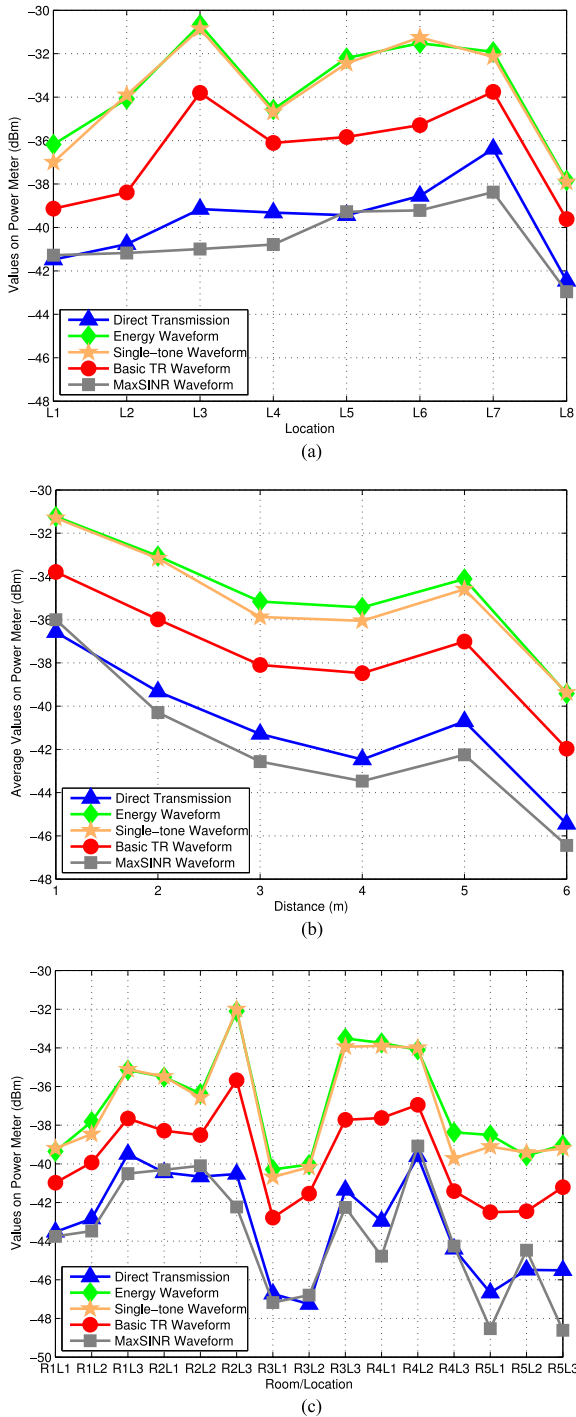 −30
−32
−34
−36
−38
−40
−42
−44
−46
−48
Values on Power Meter (dBm)
Direct Transmission
Energy Waveform
Single−tone Waveform
Basic TR Waveform
MaxSINR Waveform
L1 L2 L3 L4 L5 L6 L7 L8
Location
(a)
−30
−32
−34
−36
−38
−40
−42
−44
−46
−48
Average Values on Power Meter (dBm)
Direct Transmission
Energy Waveform
Single−tone Waveform
Basic TR Waveform
MaxSINR Waveform
1 2 3 4 5 6
Distance (m)
(b)
−30
−32
−34
−36
−38
−40
−42
−44
−46
−48
−50
Values on Power Meter (dBm)
Direct Transmission
Energy Waveform
Single−tone Waveform
Basic TR Waveform
MaxSINR Waveform
R1L1 R1L2 R1L3 R2L1 R2L2 R2L3 R3L1 R3L2 R3L3 R4L1 R4L2 R4L3 R5L1 R5L2 R5L3
Room/Location
(c)